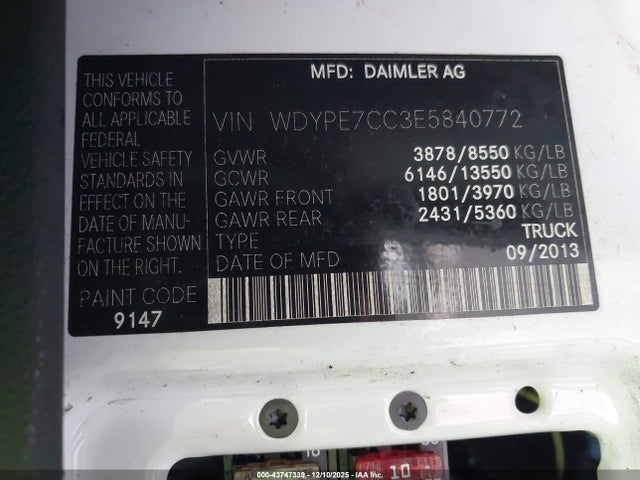 THIS VEHICLE
CONFORMS TO
ALL APPLICABLE
FEDERAL
VEHICLE SAFETY
STANDARDS IN
EFFECT ON THE
DATE OF MANU-
FACTURE SHOWN
ON THE RIGHT.
PAINT CODE
9147
MFD: DAIMLER AG
VIN WDYPE7CC3E5840772
GVWR 3878/8550 KG/LB
GCWR 6146/13550 KG/LB
GAWR FRONT 1801/3970 KG/LB
GAWR REAR 2431/5360 KG/LB
TYPE TRUCK
DATE OF MFD 09/2013
10
000-43747339 - 12/10/2025 - IAA Holdings, LLC